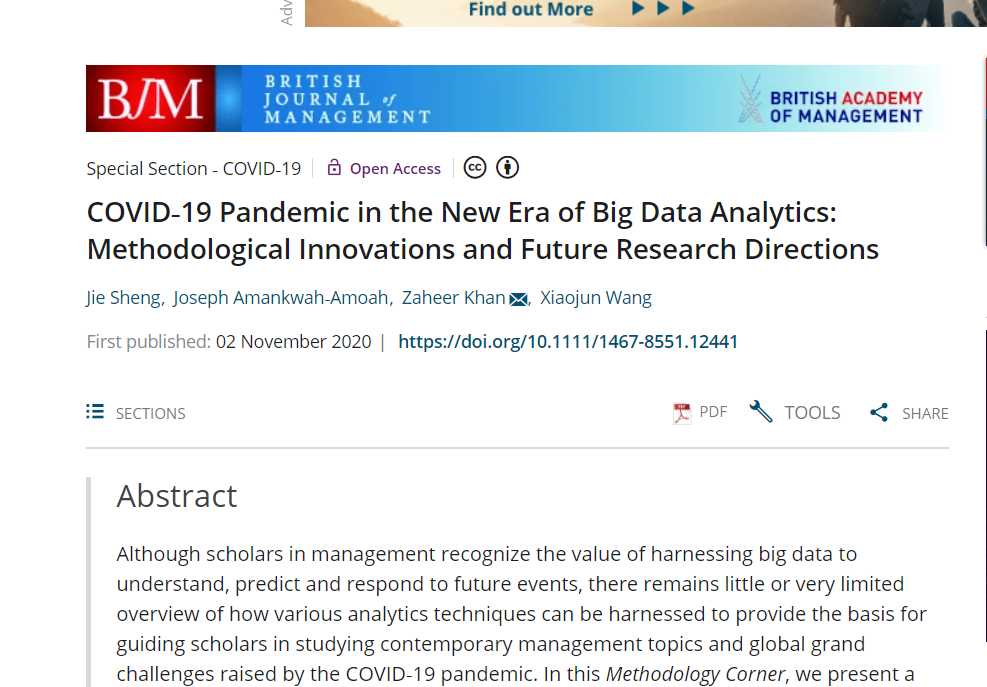 Adv
Find out More
BJM
BRITISH
JOURNAL of
MANAGEMENT
BRITISH ACADEMY
OF MANAGEMENT
Special Section - COVID-19
Open Access
cc
COVID-19 Pandemic in the New Era of Big Data Analytics:
Methodological Innovations and Future Research Directions
Jie Sheng, Joseph Amankwah-Amoah, Zaheer Khan, Xiaojun Wang
First published: 02 November 2020 | https://doi.org/10.1111/1467-8551.12441
SECTIONS
PDF
TOOLS
SHARE
Abstract
Although scholars in management recognize the value of harnessing big data to
understand, predict and respond to future events, there remains little or very limited
overview of how various analytics techniques can be harnessed to provide the basis for
guiding scholars in studying contemporary management topics and global grand
challenges raised by the COVID-19 pandemic. In this Methodology Corner, we present a